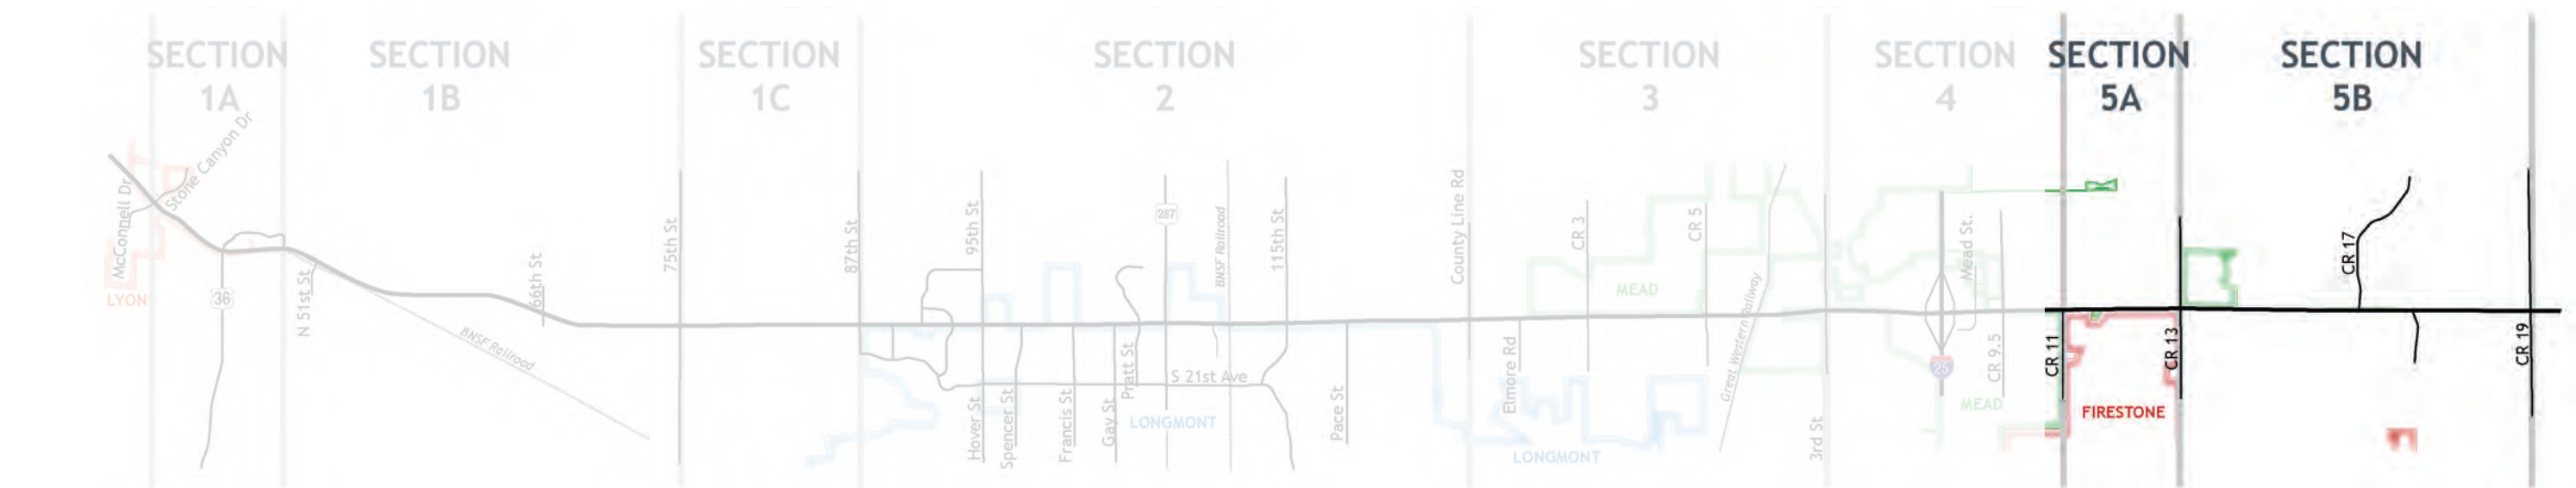 SECTION
1A
SECTION
1B
SECTION
1C
SECTION
2
SECTION
3
SECTION
4
SECTION
5A
SECTION
5B
McConnell Dr
Stone Canyon Dr
LYON
36
N 51st St
66th St
BNSF Railroad
75th St
87th St
95th St
Hover St
Spencer St
Francis St
Gay St
Pratt St
287
BNSF Railroad
115th St
S 21st Ave
LONGMONT
Pace St
County Line Rd
Elmore Rd
CR 3
MEAD
CR 5
Great Western Railway
LONGMONT
3rd St
25
Mead St.
CR 9.5
MEAD
CR 11
FIRESTONE
CR 13
CR 17
CR 19